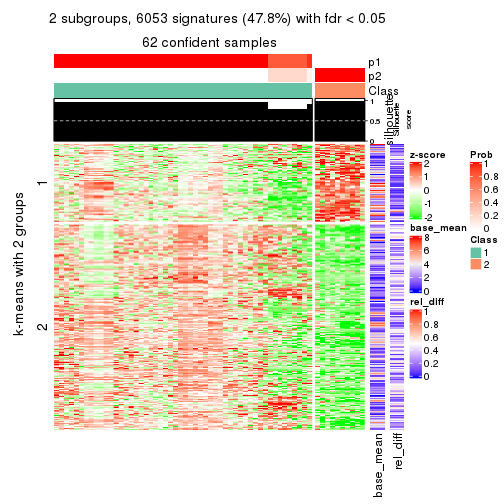 2 subgroups, 6053 signatures (47.8%) with fdr < 0.05
62 confident samples
p1
p2
Class
silhouette
Silhouette
score
1
0.5
0
k-means with 2 groups
1
2
base_mean
rel_diff
z-score
2
1
0
-1
-2
base_mean
8
6
4
2
0
rel_diff
1
0.8
0.6
0.4
0.2
0
Prob
1
0.8
0.6
0.4
0.2
0
Class
1
2